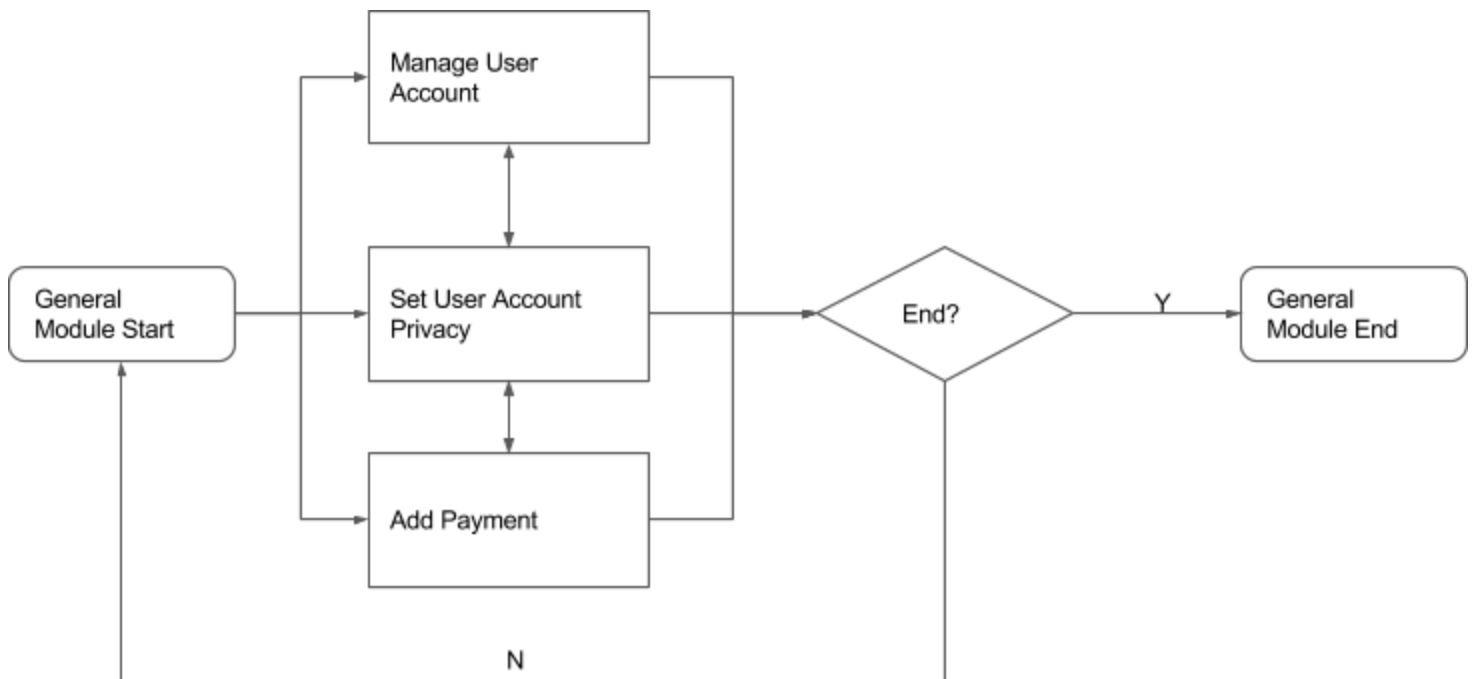 Manage User
Account
General
Module Start
Set User Account
Privacy
End?
Y
General
Module End
Add Payment
N